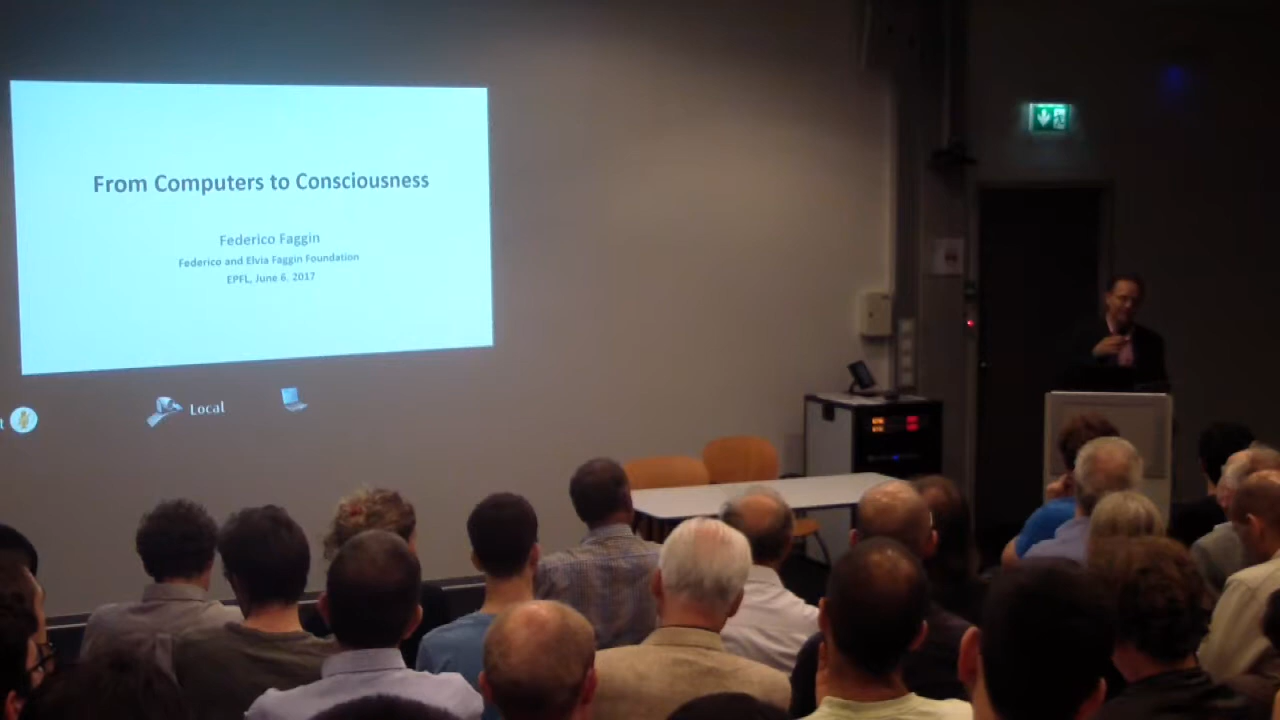 From Computers to Consciousness
Federico Faggin
Federico and Elvia Faggin Foundation
EPFL, June 6, 2017
Local